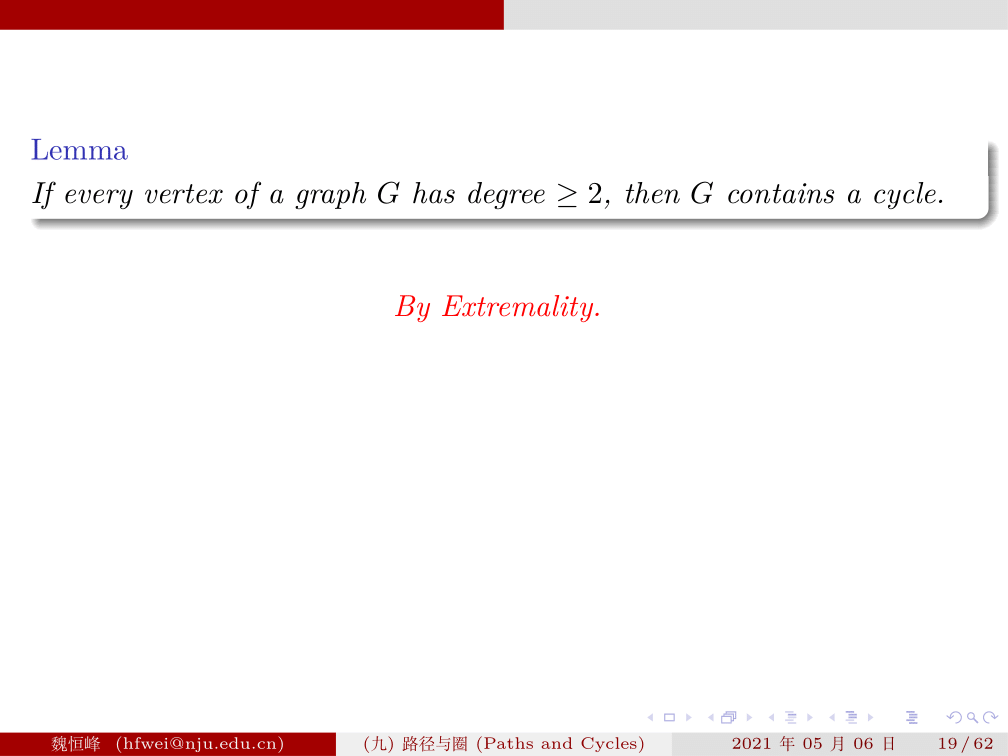 Lemma
If every vertex of a graph G has degree ≥ 2, then G contains a cycle.
By Extremality.
魏恒峰 (hfwei@nju.edu.cn)
(九) 路径与圈 (Paths and Cycles)
2021 年 05 月 06 日
19 / 62